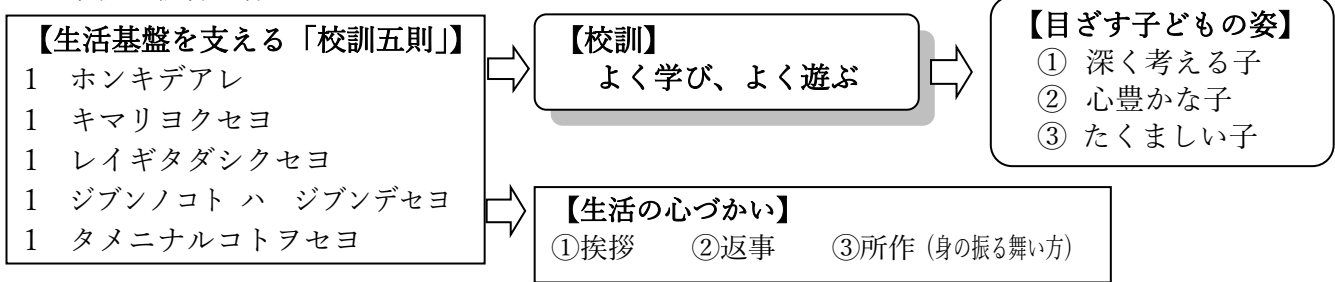 【生活基盤を支える「校訓五則」】
1 ホンキデアレ
1 キマリヨクセヨ
1 レイギタダシクセヨ
1 ジブンノコト ハ ジブンデセヨ
1 タメニナルコトヲセヨ
【校訓】
よく学び、よく遊ぶ
【目ざす子どもの姿】
① 深く考える子
② 心豊かな子
③ たくましい子
【生活の心づかい】
①挨拶 ②返事 ③所作（身の振る舞い方）